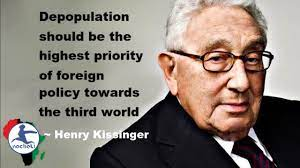 Depopulation
should be the
highest priority
of foreign
policy towards
the third world
~ Henry Kissinger